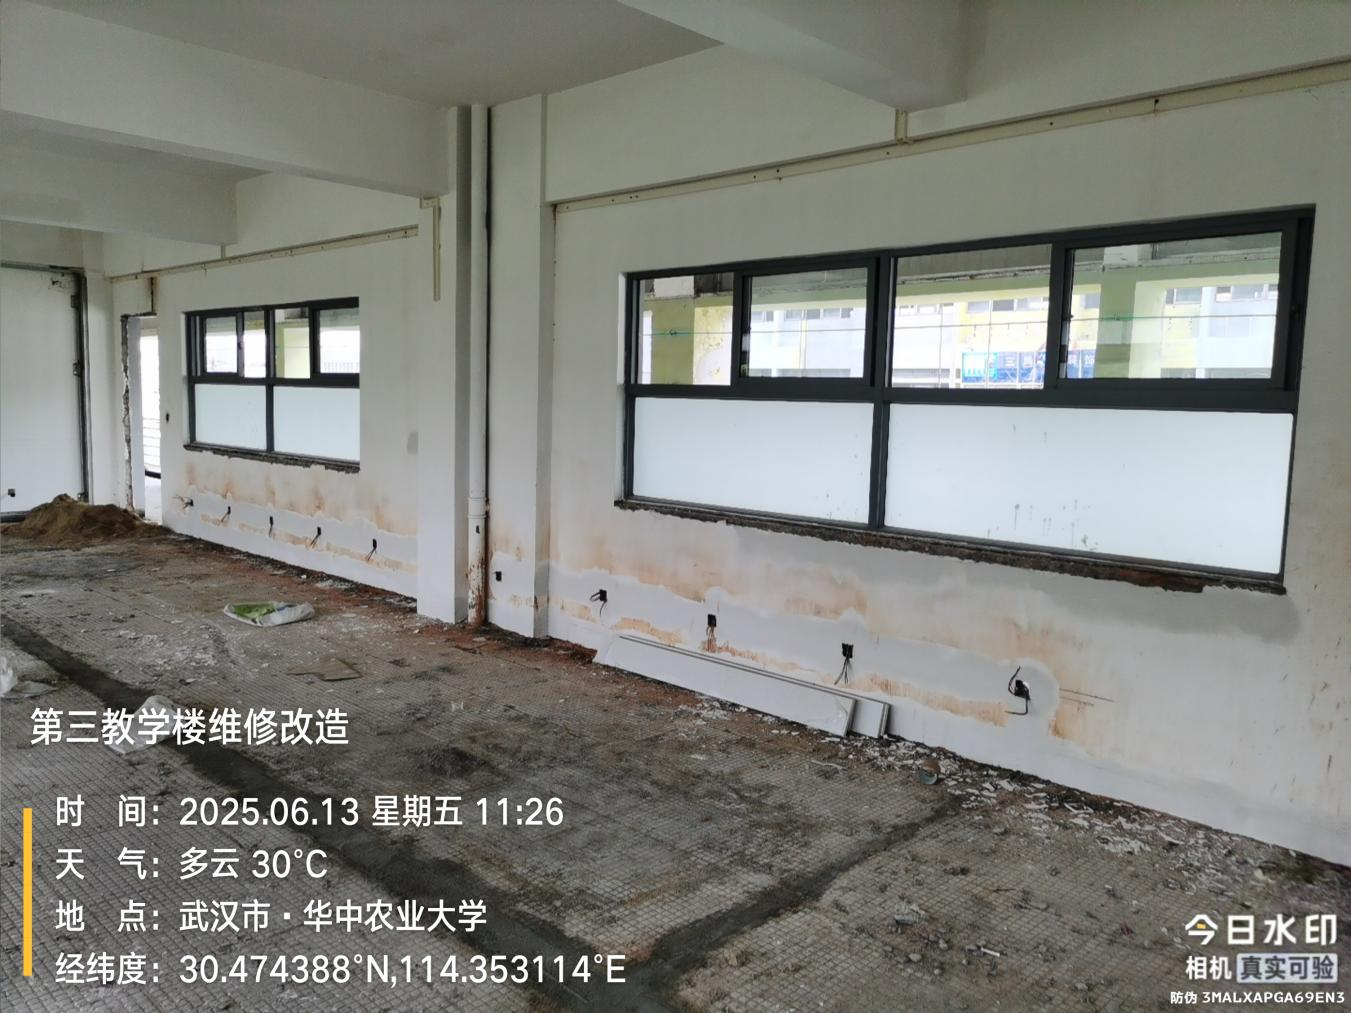 第三教学楼维修改造
时 间：2025.06.13 星期五 11:26
天 气：多云 30°C
地 点：武汉市·华中农业大学
经纬度：30.474388°N,114.353114°E
今日水印
相机 真实可验
防伪 3MALXAPGA69EN3